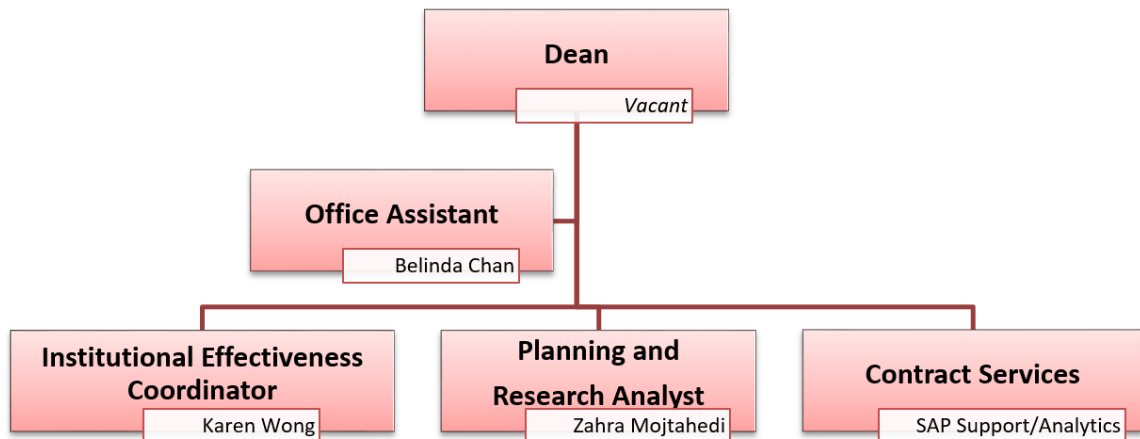 Dean
Vacant
Office Assistant
Belinda Chan
Institutional Effectiveness
Coordinator
Karen Wong
Planning and
Research Analyst
Zahra Mojtahedi
Contract Services
SAP Support/Analytics